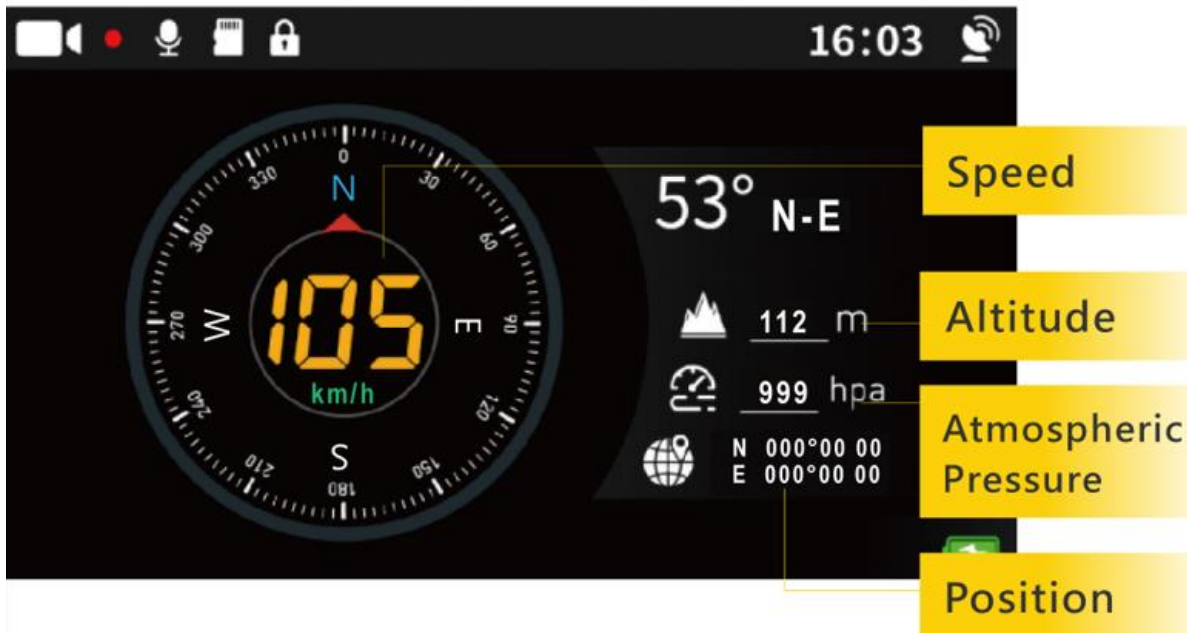 16:03
Speed
53° N-E
112 m
Altitude
999 hpa
Atmospheric
Pressure
N 000°00 00
E 000°00 00
Position
0
30
60
90
120
150
180
210
240
270
300
330
N
E
S
W
105
km/h